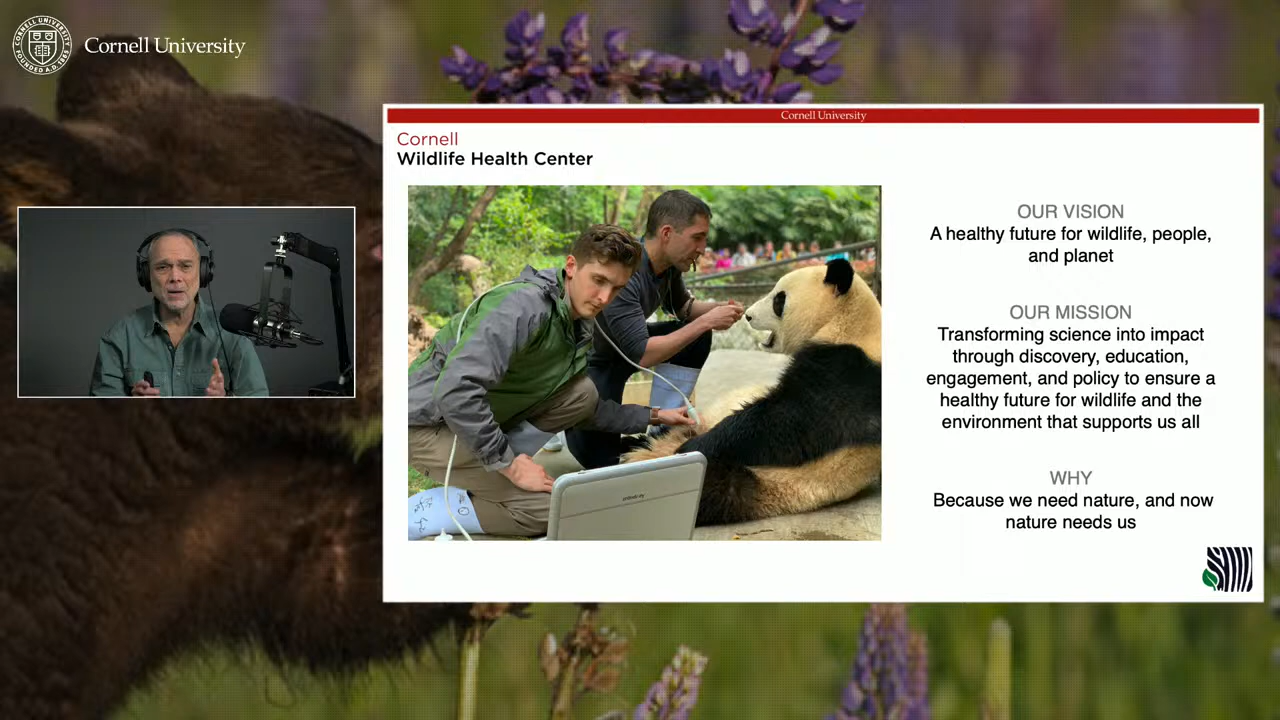 Cornell University
Cornell University
Cornell
Wildlife Health Center
OUR VISION
A healthy future for wildlife, people,
and planet
OUR MISSION
Transforming science into impact
through discovery, education,
engagement, and policy to ensure a
healthy future for wildlife and the
environment that supports us all
WHY
Because we need nature, and now
nature needs us